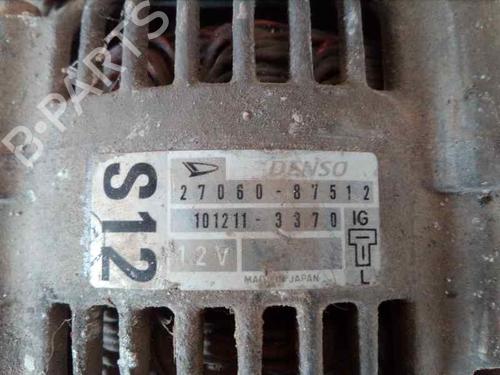 DENSO
27060-87512
101211-3370
IG
12V
L
MADE IN JAPAN
S12
B-PARTS